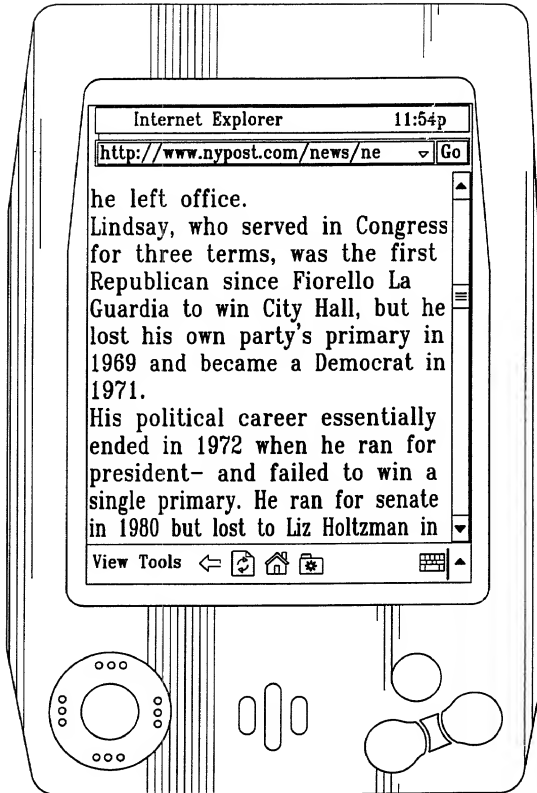 Internet Explorer 11:54p
http://www.nypost.com/news/ne Go
he left office.
Lindsay, who served in Congress
for three terms, was the first
Republican since Fiorello La
Guardia to win City Hall, but he
lost his own party's primary in
1969 and became a Democrat in
1971.
His political career essentially
ended in 1972 when he ran for
president– and failed to win a
single primary. He ran for senate
in 1980 but lost to Liz Holtzman in
View Tools